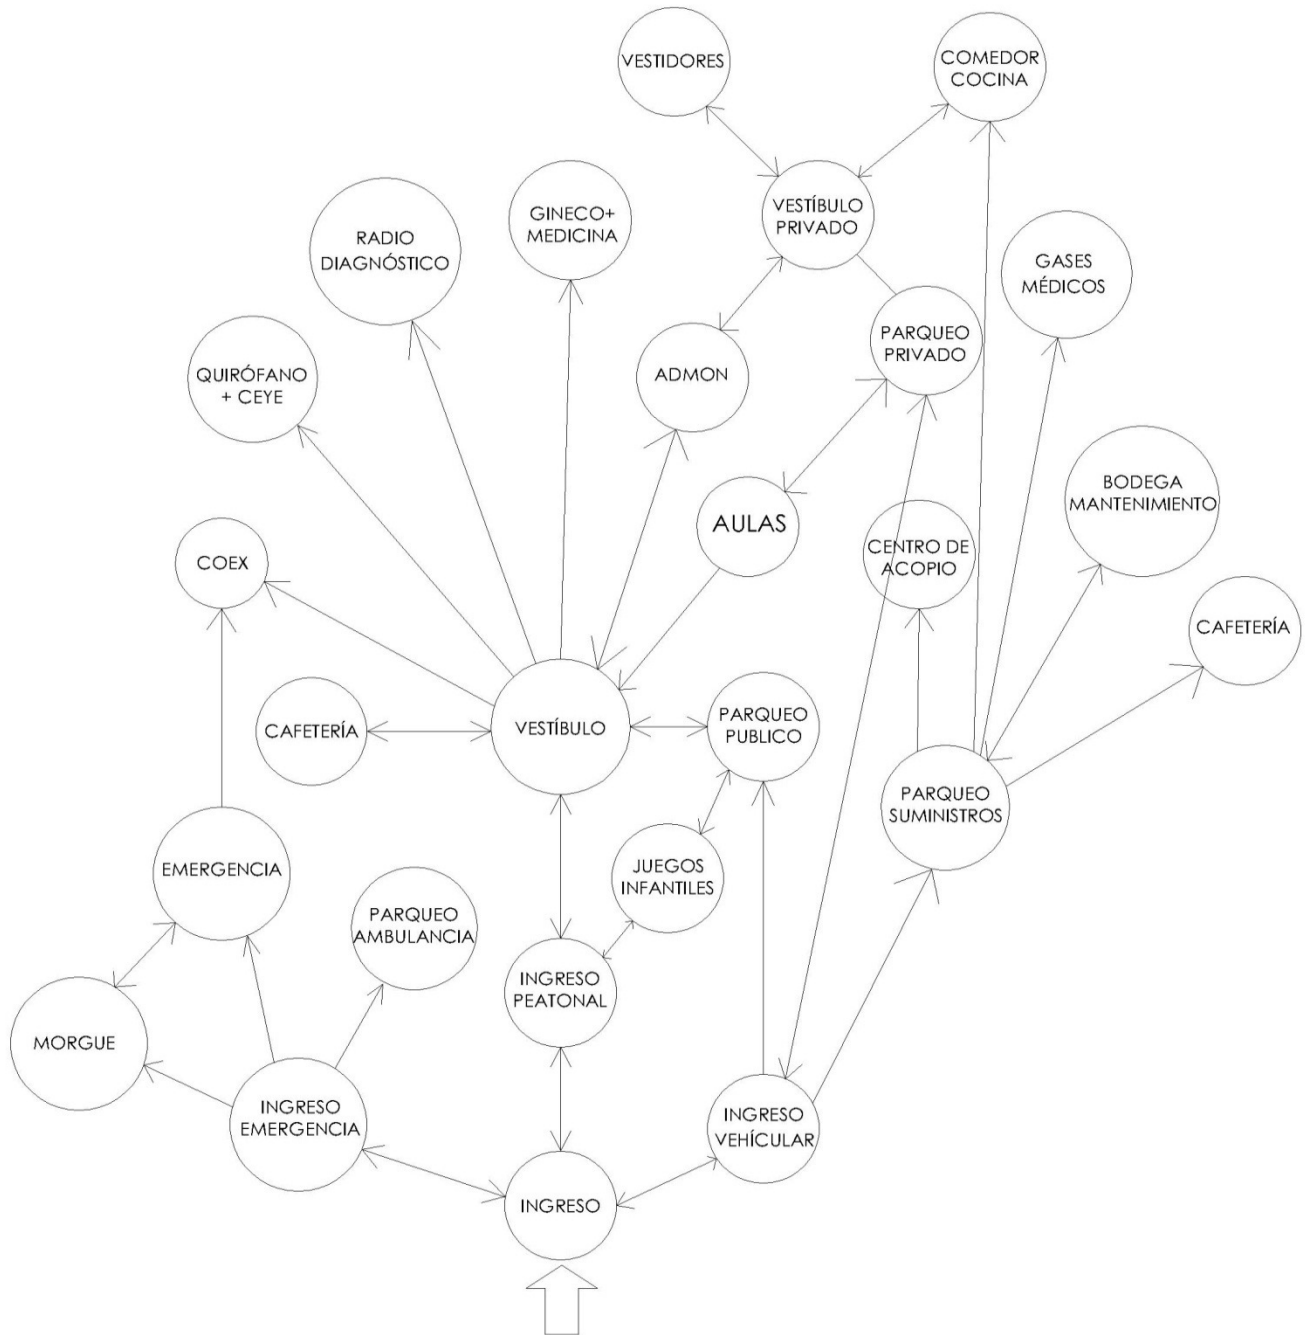 VESTIDORES
COMEDOR
COCINA
VESTÍBULO
PRIVADO
GINECO+
MEDICINA
RADIO
DIAGNÓSTICO
GASES
MÉDICOS
PARQUEO
PRIVADO
QUIRÓFANO
+ CEYE
ADMON
BODEGA
MANTENIMIENTO
AULAS
CENTRO DE
ACOPIO
COEX
CAFETERÍA
CAFETERÍA
VESTÍBULO
PARQUEO
PUBLICO
PARQUEO
SUMINISTROS
EMERGENCIA
JUEGOS
INFANTILES
PARQUEO
AMBULANCIA
INGRESO
PEATONAL
MORGUE
INGRESO
EMERGENCIA
INGRESO
VEHÍCULAR
INGRESO